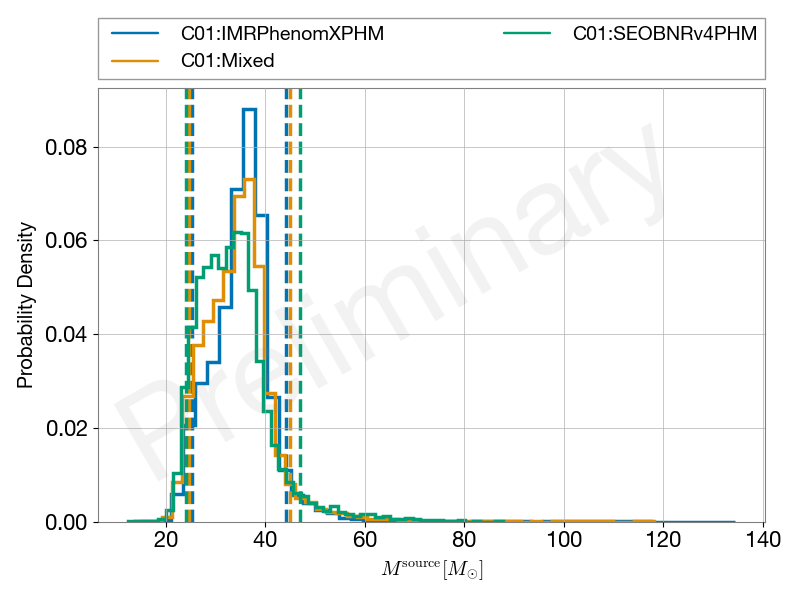 C01:IMRPhenomXPHM
C01:SEOBNRv4PHM
C01:Mixed
Preliminary
Probability Density
0.08
0.06
0.04
0.02
0.00
20 40 60 80 100 120 140
M^source [M_⊙]